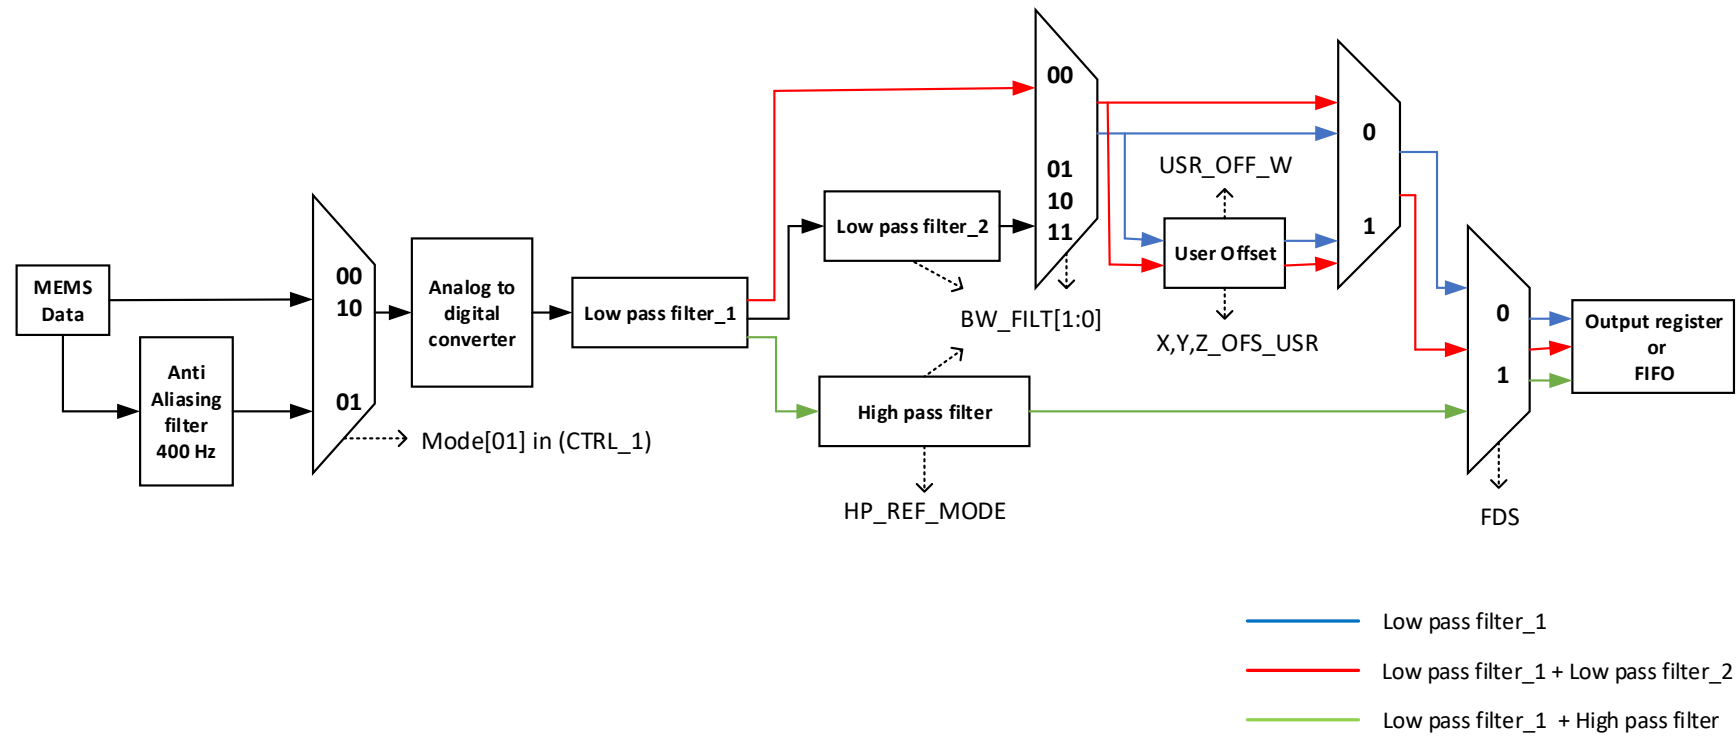 MEMS
Data
Anti
Aliasing
filter
400 Hz
00
10
01
Mode[01] in (CTRL_1)
Analog to
digital
converter
Low pass filter_1
Low pass filter_2
BW_FILT[1:0]
High pass filter
HP_REF_MODE
00
01
10
11
USR_OFF_W
User Offset
X,Y,Z_OFS_USR
0
1
0
1
FDS
Output register
or
FIFO
Low pass filter_1
Low pass filter_1 + Low pass filter_2
Low pass filter_1 + High pass filter